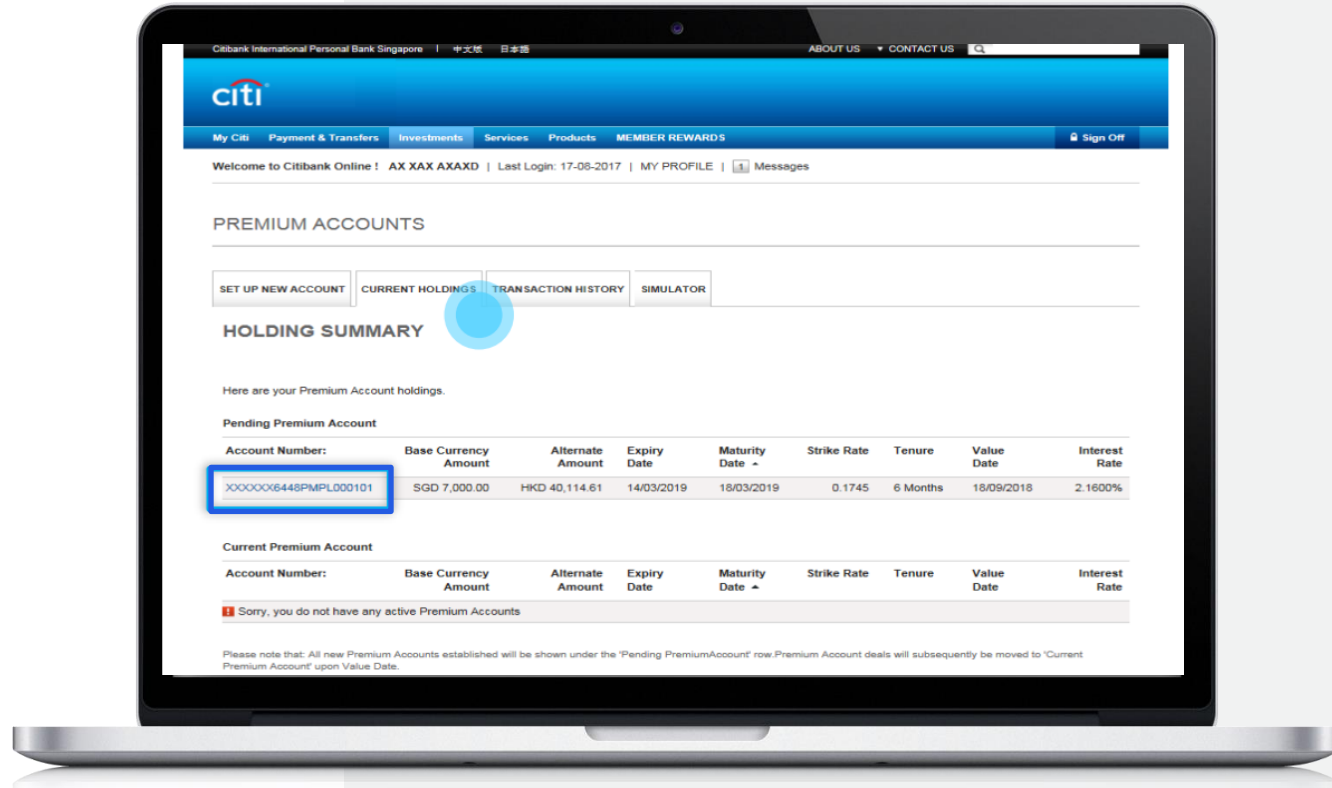 Citibank International Personal Bank Singapore | 中文版 日本語 ABOUT US ▼ CONTACT US
citi
My Citi Payment & Transfers Investments Services Products MEMBER REWARDS Sign Off
Welcome to Citibank Online ! AX XAX AXAXD | Last Login: 17-08-2017 | MY PROFILE | 1 Messages
PREMIUM ACCOUNTS
SET UP NEW ACCOUNT CURRENT HOLDINGS TRANSACTION HISTORY SIMULATOR
HOLDING SUMMARY
Here are your Premium Account holdings.
Pending Premium Account
Account Number: Base Currency Amount Alternate Amount Expiry Date Maturity Date Strike Rate Tenure Value Date Interest Rate
XXXXXX6448PMPL000101 SGD 7,000.00 HKD 40,114.61 14/03/2019 18/03/2019 0.1745 6 Months 18/09/2018 2.1600%
Current Premium Account
Account Number: Base Currency Amount Alternate Amount Expiry Date Maturity Date Strike Rate Tenure Value Date Interest Rate
Sorry, you do not have any active Premium Accounts
Please note that: All new Premium Accounts established will be shown under the 'Pending PremiumAccount' row.Premium Account deals will subsequently be moved to 'Current
Premium Account' upon Value Date.